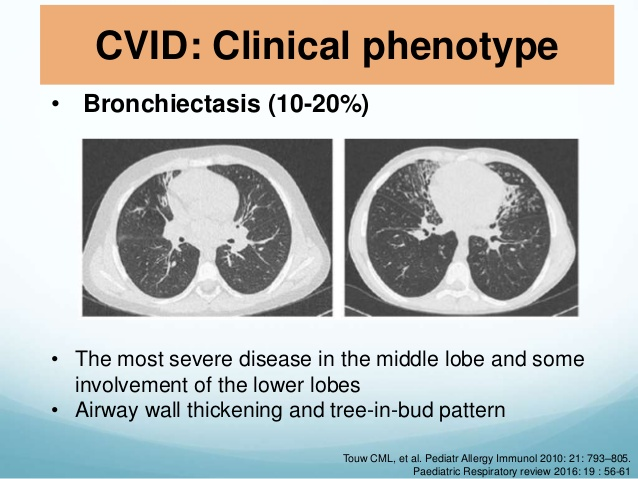 CVID: Clinical phenotype
• Bronchiectasis (10-20%)
• The most severe disease in the middle lobe and some
involvement of the lower lobes
• Airway wall thickening and tree-in-bud pattern
Touw CML, et al. Pediatr Allergy Immunol 2010: 21: 793–805.
Paediatric Respiratory review 2016: 19 : 56-61